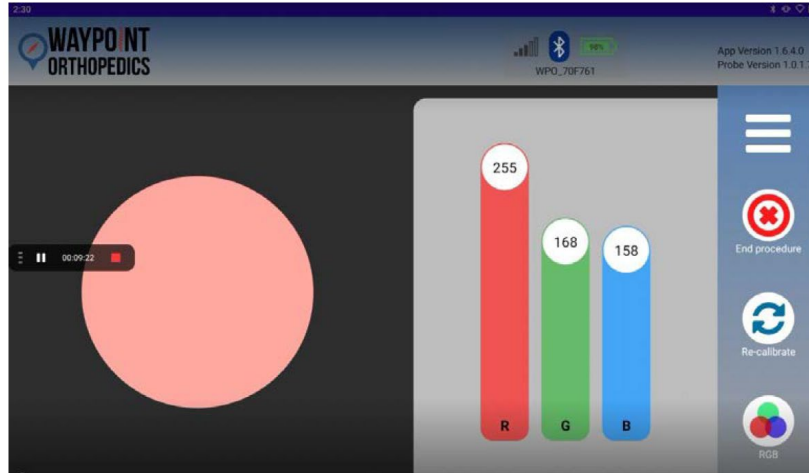 2:30
WAYPOINT
ORTHOPEDICS
98%
WPO_70F761
App Version 1.6.4.0
Probe Version 1.0.1.
255
168
158
00:09:22
R
G
B
End procedure
Re-calibrate
RGB